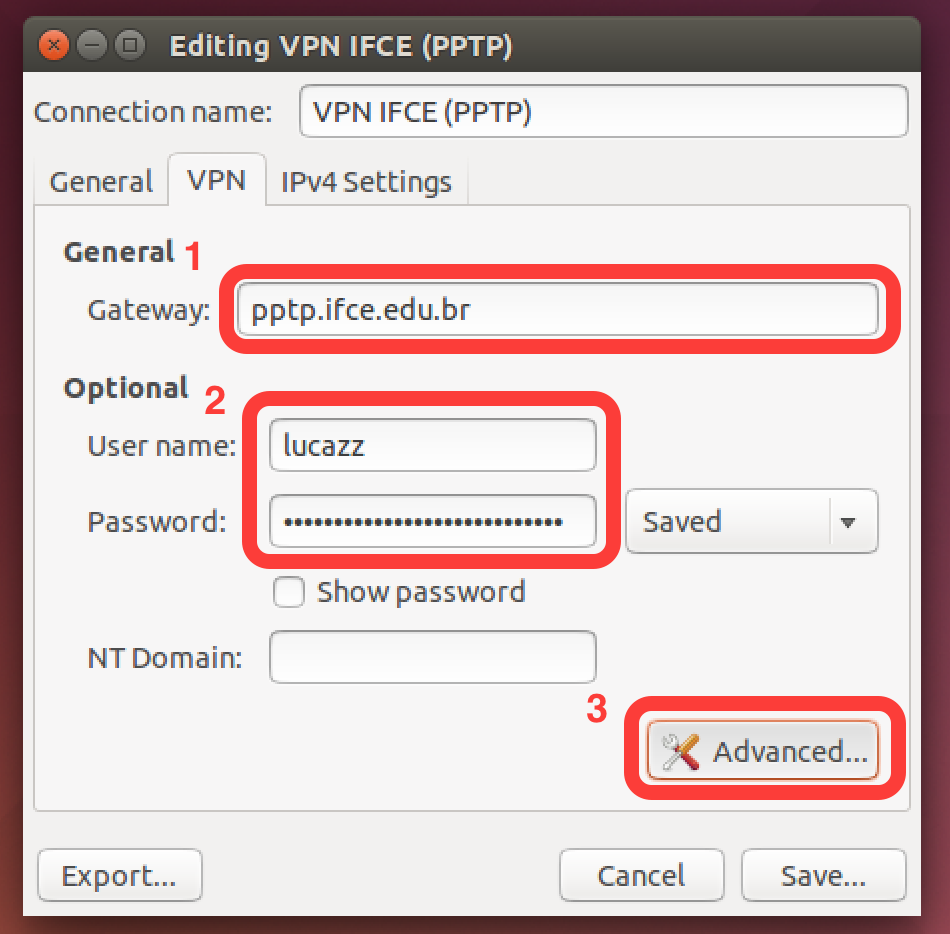 Editing VPN IFCE (PPTP)
Connection name: VPN IFCE (PPTP)
General VPN IPv4 Settings
General 1
Gateway: pptp.ifce.edu.br
Optional 2
User name: lucazz
Password: •••••••••••••••••••••••••••• Saved
Show password
NT Domain:
3
Advanced...
Export... Cancel Save...